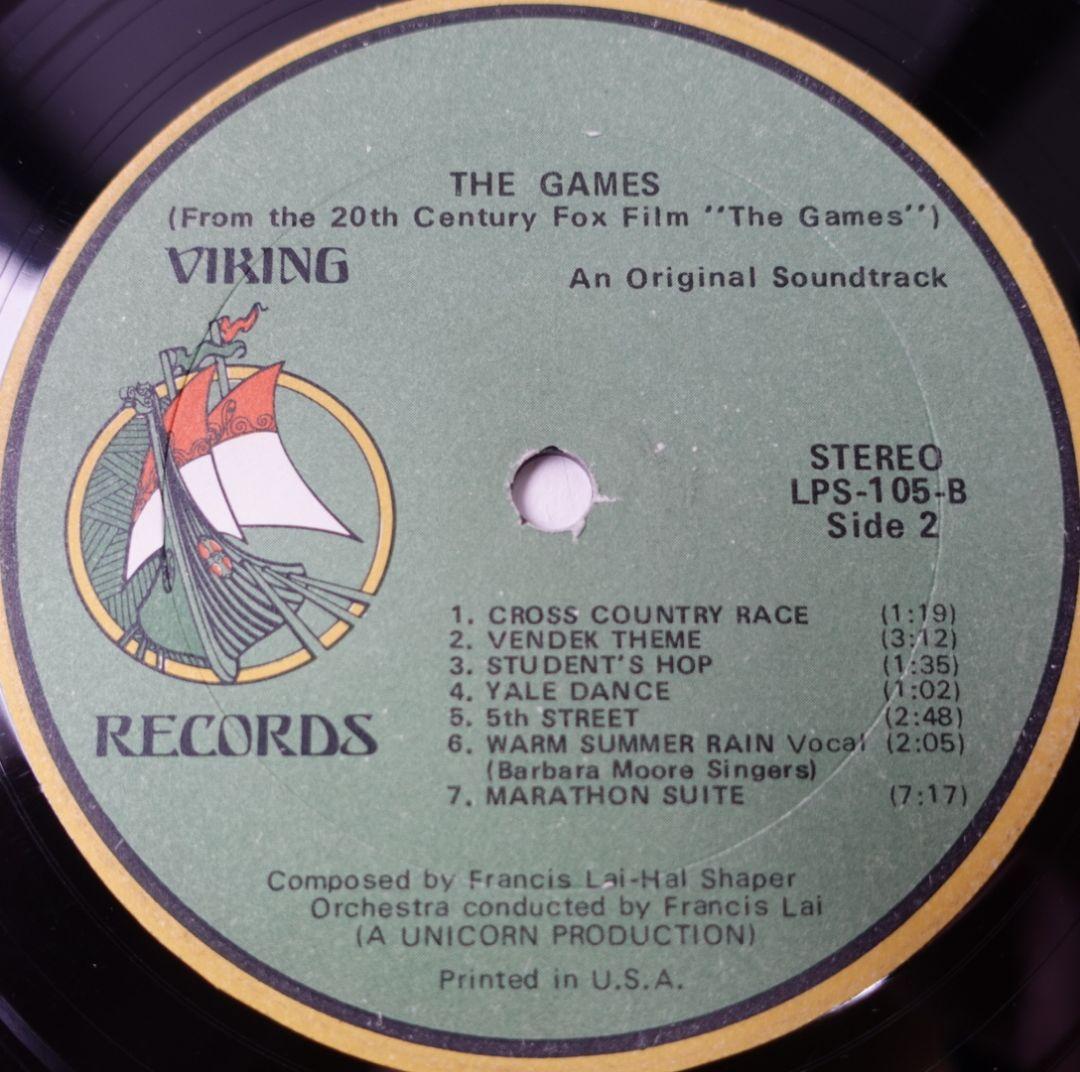 THE GAMES
(From the 20th Century Fox Film "The Games")
VIKING
An Original Soundtrack
STEREO
LPS-105-B
Side 2
1. CROSS COUNTRY RACE (1:19)
2. VENDEK THEME (3:12)
3. STUDENT'S HOP (1:35)
4. YALE DANCE (1:02)
5. 5th STREET (2:48)
6. WARM SUMMER RAIN Vocal (2:05)
(Barbara Moore Singers)
7. MARATHON SUITE (7:17)
RECORDS
Composed by Francis Lai-Hal Shaper
Orchestra conducted by Francis Lai
(A UNICORN PRODUCTION)
Printed in U.S.A.